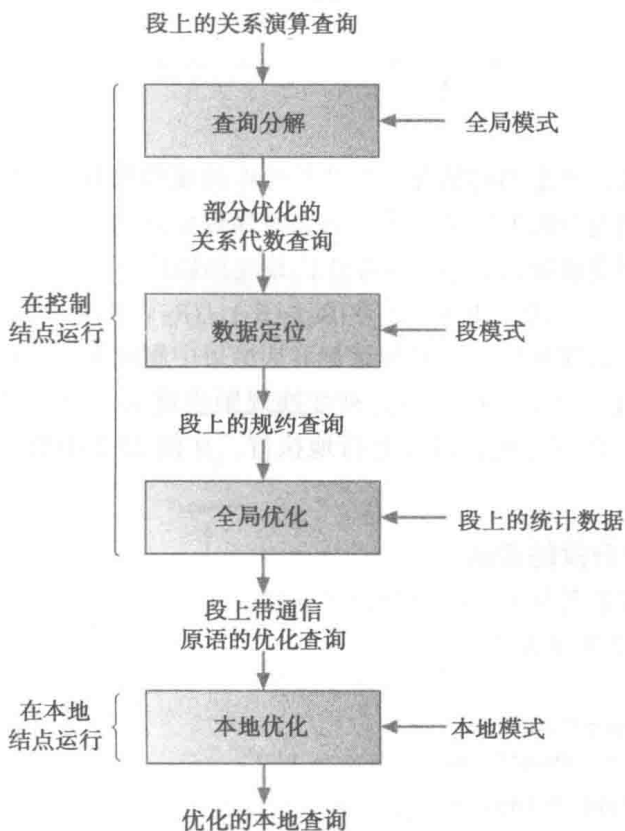 段上的关系演算查询
查询分解
全局模式
部分优化的
关系代数查询
在控制
结点运行
数据定位
段模式
段上的规约查询
全局优化
段上的统计数据
段上带通信
原语的优化查询
在本地
结点运行
本地优化
本地模式
优化的本地查询